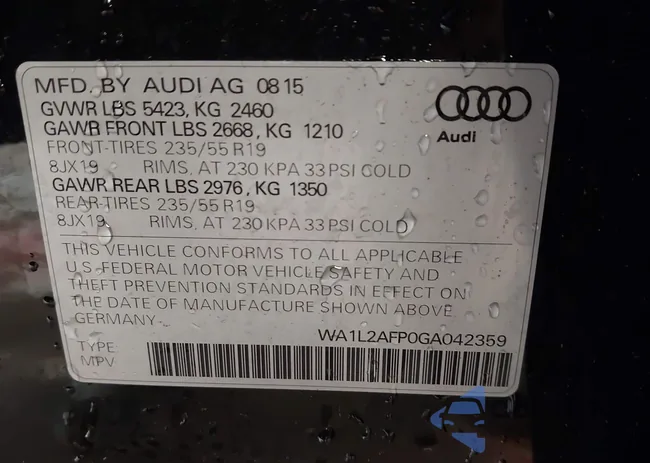 MFD. BY AUDI AG 08 15
GVWR LBS 5423, KG 2460
GAWR FRONT LBS 2668, KG 1210
FRONT-TIRES 235/55 R19
8JX19 RIMS, AT 230 KPA 33 PSI COLD
GAWR REAR LBS 2976, KG 1350
REAR-TIRES 235/55 R19
8JX19 RIMS, AT 230 KPA 33 PSI COLD
Audi
THIS VEHICLE CONFORMS TO ALL APPLICABLE
U.S. FEDERAL MOTOR VEHICLE SAFETY AND
THEFT PREVENTION STANDARDS IN EFFECT ON
THE DATE OF MANUFACTURE SHOWN ABOVE
GERMANY
WA1L2AFP0GA042359
TYPE
MPV